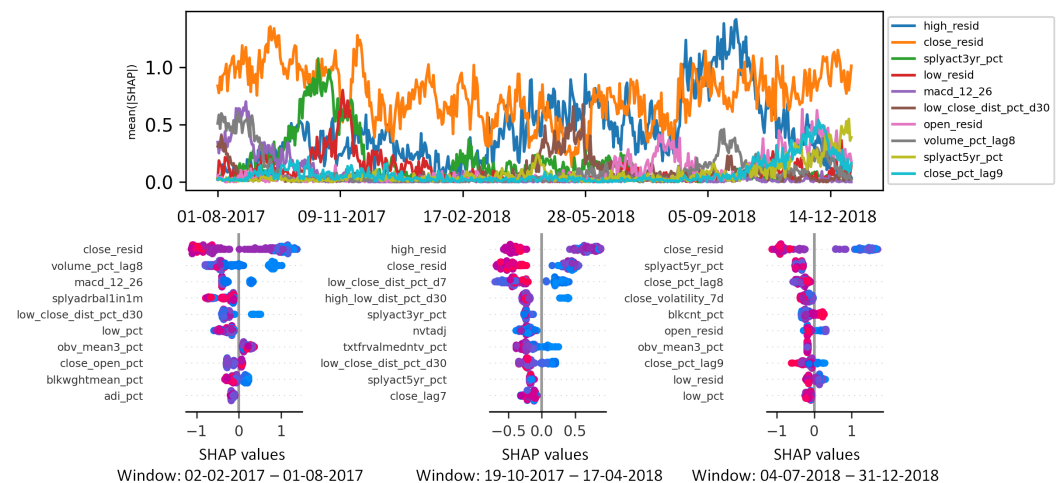 mean(|SHAP|)
1.0
0.5
0.0
01-08-2017 09-11-2017 17-02-2018 28-05-2018 05-09-2018 14-12-2018
high_resid
close_resid
splyact3yr_pct
low_resid
macd_12_26
low_close_dist_pct_d30
open_resid
volume_pct_lag8
splyact5yr_pct
close_pct_lag9
close_resid
volume_pct_lag8
macd_12_26
splyadrbal1in1m
low_close_dist_pct_d30
low_pct
obv_mean3_pct
close_open_pct
blkwghtmean_pct
adi_pct
−1 0 1
SHAP values
Window: 02-02-2017 − 01-08-2017
high_resid
close_resid
low_close_dist_pct_d7
high_low_dist_pct_d30
splyact3yr_pct
nvtadj
txtfrvalmedntv_pct
low_close_dist_pct_d30
splyact5yr_pct
close_lag7
−0.5 0.0 0.5
SHAP values
Window: 19-10-2017 − 17-04-2018
close_resid
splyact5yr_pct
close_pct_lag8
close_volatility_7d
blkcnt_pct
open_resid
obv_mean3_pct
close_pct_lag9
low_resid
low_pct
−1 0 1
SHAP values
Window: 04-07-2018 − 31-12-2018